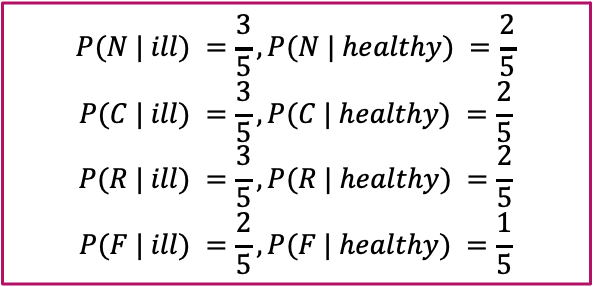 P(N | ill) = 3/5, P(N | healthy) = 2/5
P(C | ill) = 3/5, P(C | healthy) = 2/5
P(R | ill) = 3/5, P(R | healthy) = 2/5
P(F | ill) = 2/5, P(F | healthy) = 1/5